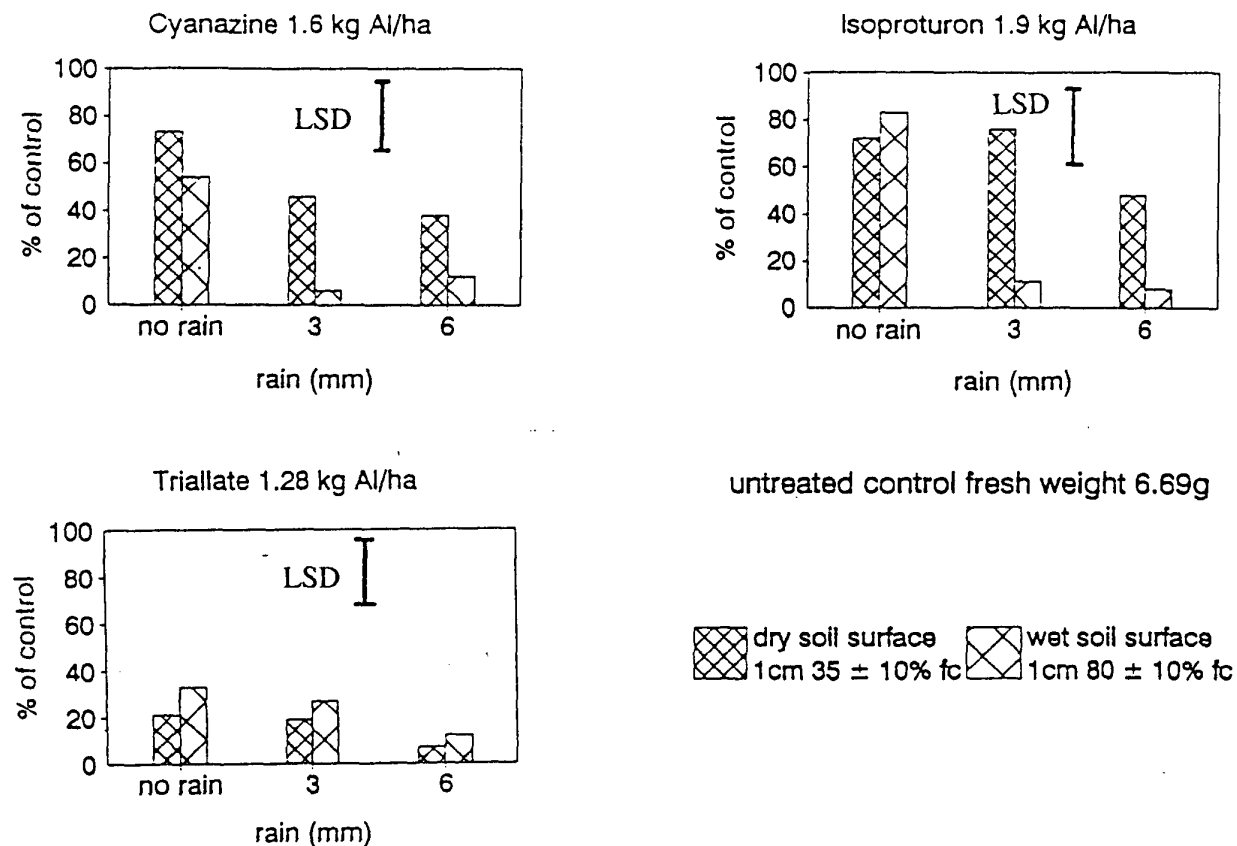 Cyanazine 1.6 kg AI/ha
100
80
60
40
20
0
% of control
LSD
no rain
3
6
rain (mm)
Isoproturon 1.9 kg AI/ha
100
80
60
40
20
0
% of control
LSD
no rain
3
6
rain (mm)
Triallate 1.28 kg AI/ha
100
80
60
40
20
0
% of control
LSD
no rain
3
6
rain (mm)
untreated control fresh weight 6.69g
dry soil surface
1cm 35 ± 10% fc
wet soil surface
1cm 80 ± 10% fc